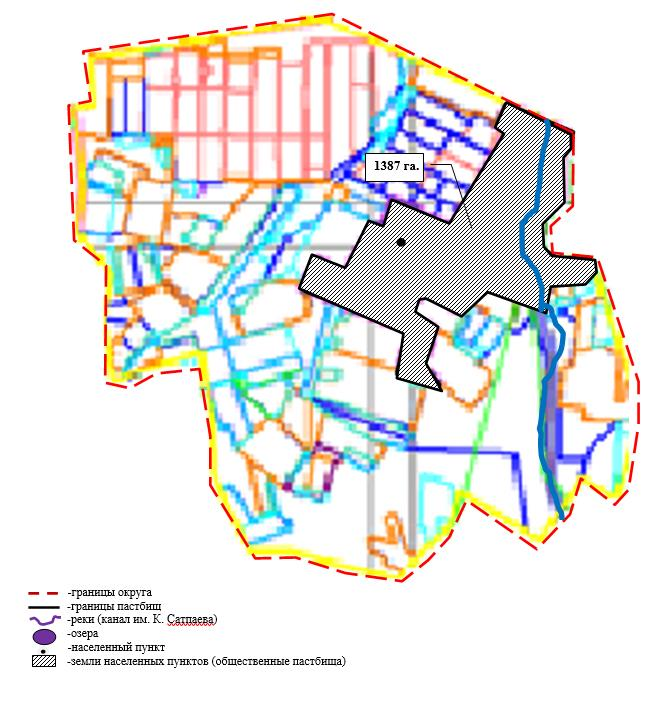 1387 га.
-границы округа
-границы пастбищ
-реки (канал им. К. Сатпаева)
-озера
-населенный пункт
-земли населенных пунктов (общественные пастбища)